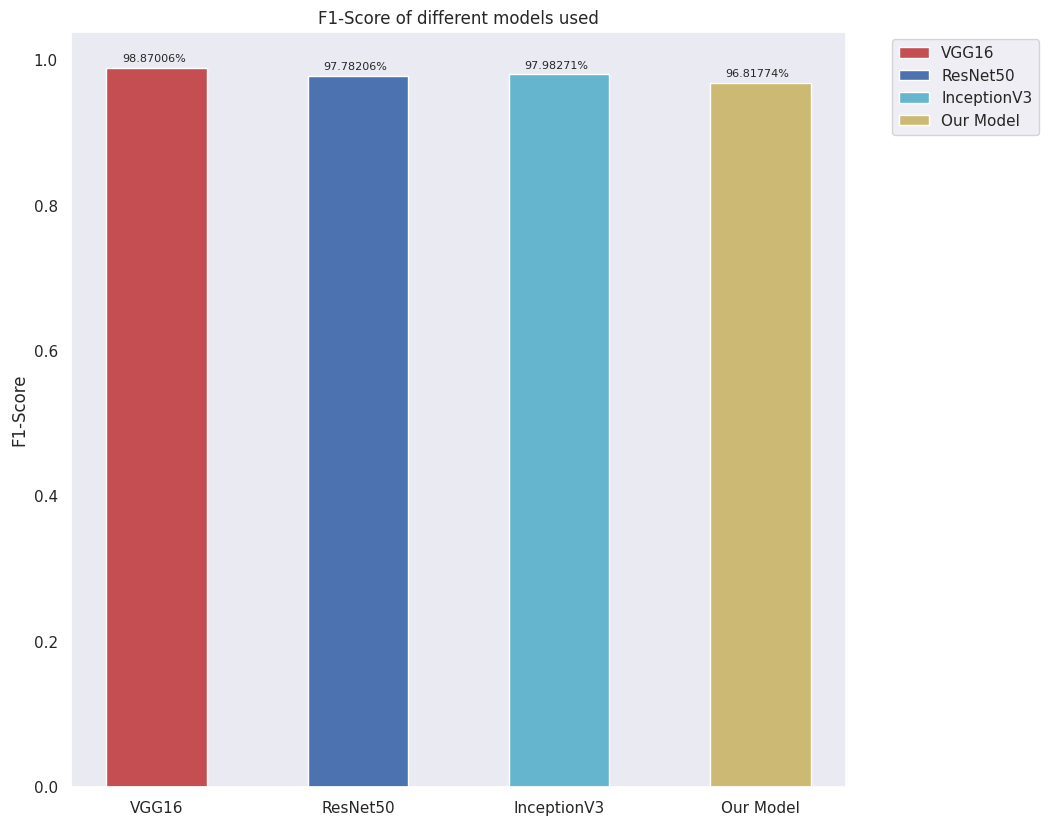 F1-Score of different models used
VGG16
ResNet50
InceptionV3
Our Model
98.87006%
97.78206%
97.98271%
96.81774%
1.0
0.8
0.6
0.4
0.2
0.0
F1-Score
VGG16
ResNet50
InceptionV3
Our Model